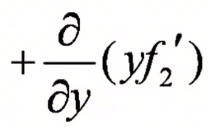 + ∂/∂y (yf₂′)